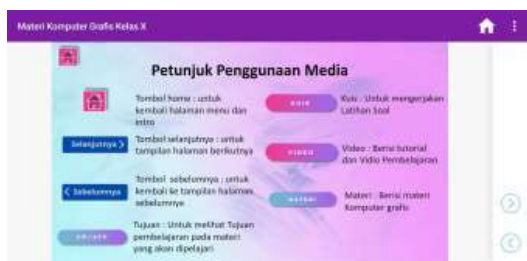 Materi Komputer Grafis Kelas X
Petunjuk Penggunaan Media
Tombol home : untuk
kembali halaman menu dan
intro
Selanjutnya
Tombol selanjutnya : untuk
tampilan halaman berikutnya
Sebelumnya
Tombol sebelumnya : untuk
kembali ke tampilan halaman
sebelumnya
Tujuan : Untuk melihat Tujuan
pembelajaran pada materi
yang akan dipelajari
KUIS
Kuis : Untuk mengerjakan
Latihan Soal
VIDEO
Video : Berisi tutorial
dan Vidio Pembelajaran
MATERI
Materi : Berisi materi
Komputer grafis